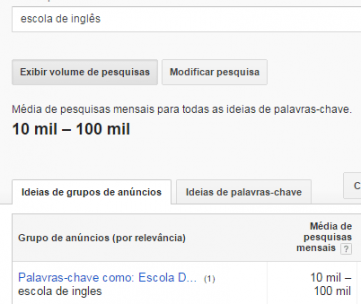 escola de inglês
Exibir volume de pesquisas
Modificar pesquisa
Média de pesquisas mensais para todas as ideias de palavras-chave.
10 mil – 100 mil
Ideias de grupos de anúncios
Ideias de palavras-chave
C
Grupo de anúncios (por relevância)
Média de
pesquisas
mensais ?
Palavras-chave como: Escola D... (1)
escola de ingles
10 mil –
100 mil